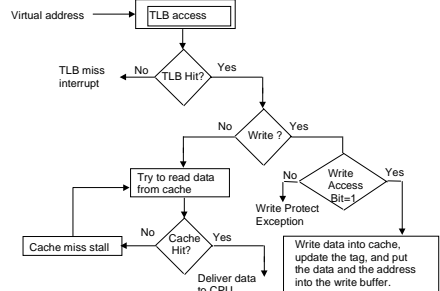 Virtual address
TLB access
TLB miss
interrupt
No
TLB Hit?
Yes
No
Write ?
Yes
Try to read data
from cache
No
Write
Access
Bit=1
Yes
Write Protect
Exception
Cache miss stall
No
Cache
Hit?
Yes
Deliver data
to CPU
Write data into cache,
update the tag, and put
the data and the address
into the write buffer.